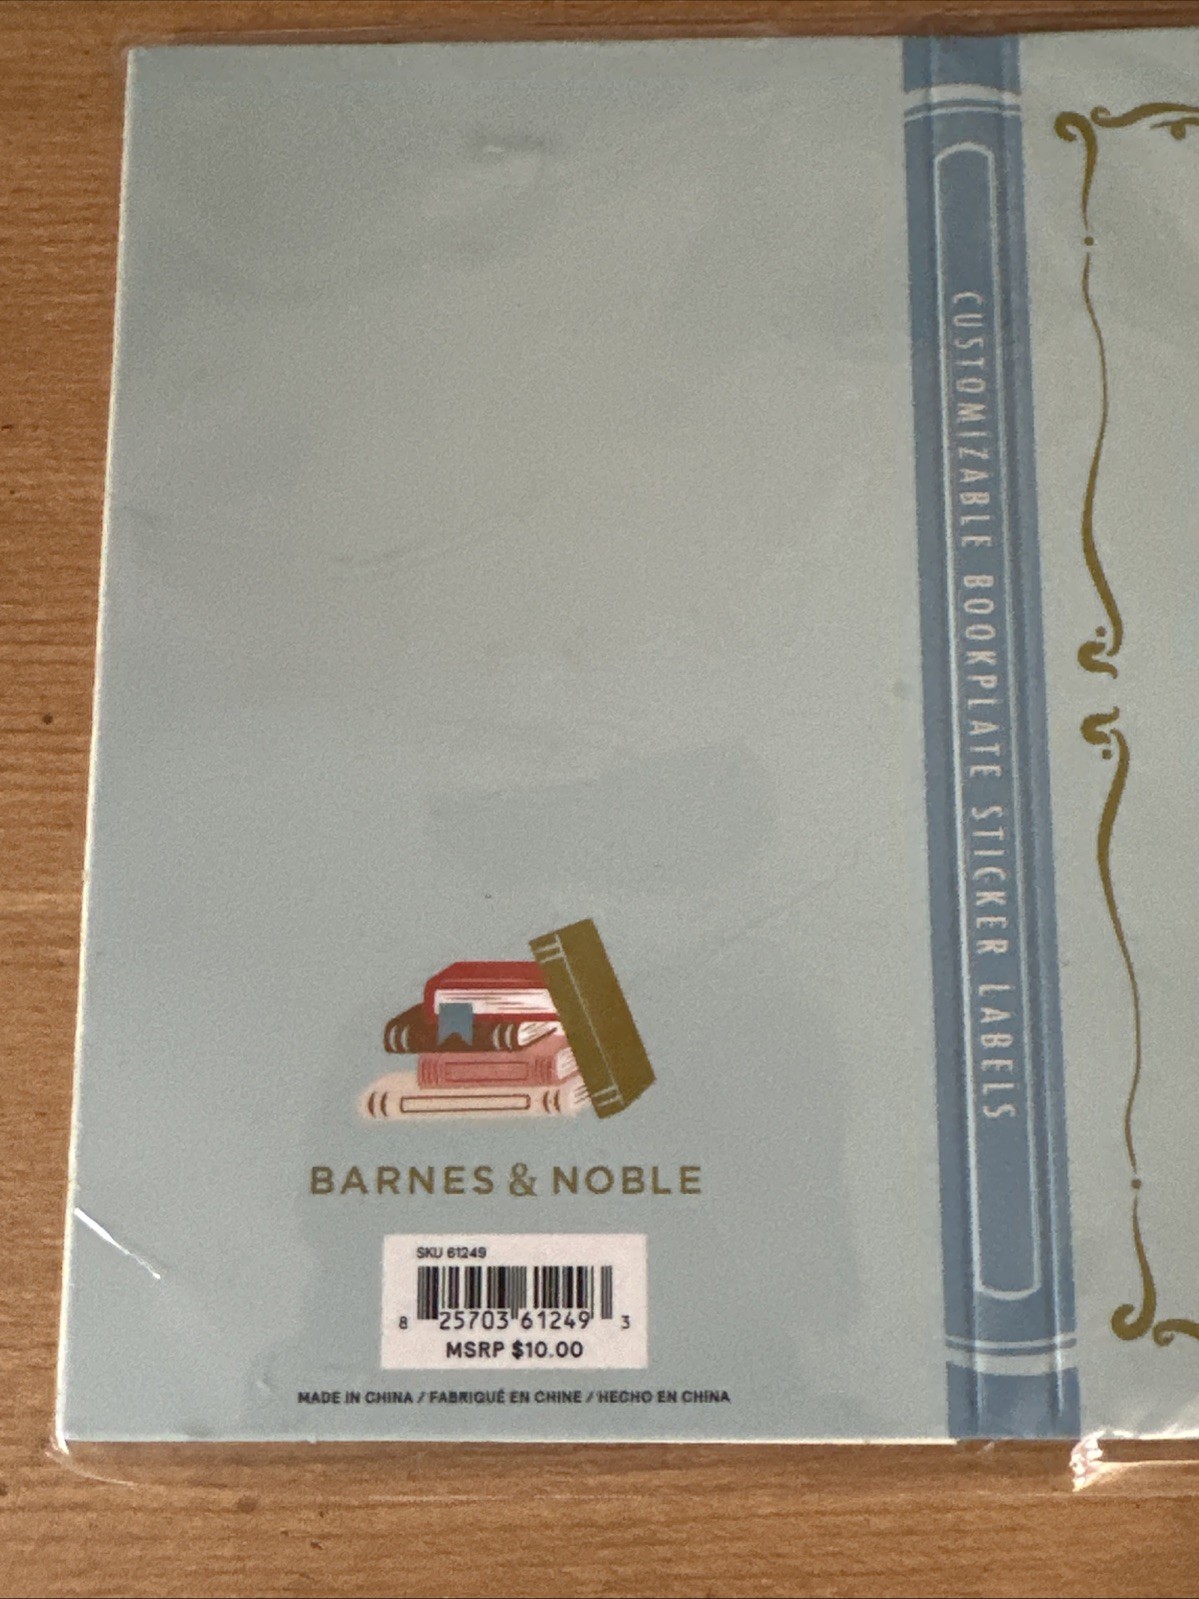 CUSTOMIZABLE BOOKPLATE STICKER LABELS
BARNES & NOBLE
SKU 61249
8 25703 61249 3
MSRP $10.00
MADE IN CHINA / FABRIQUÉ EN CHINE / HECHO EN CHINA